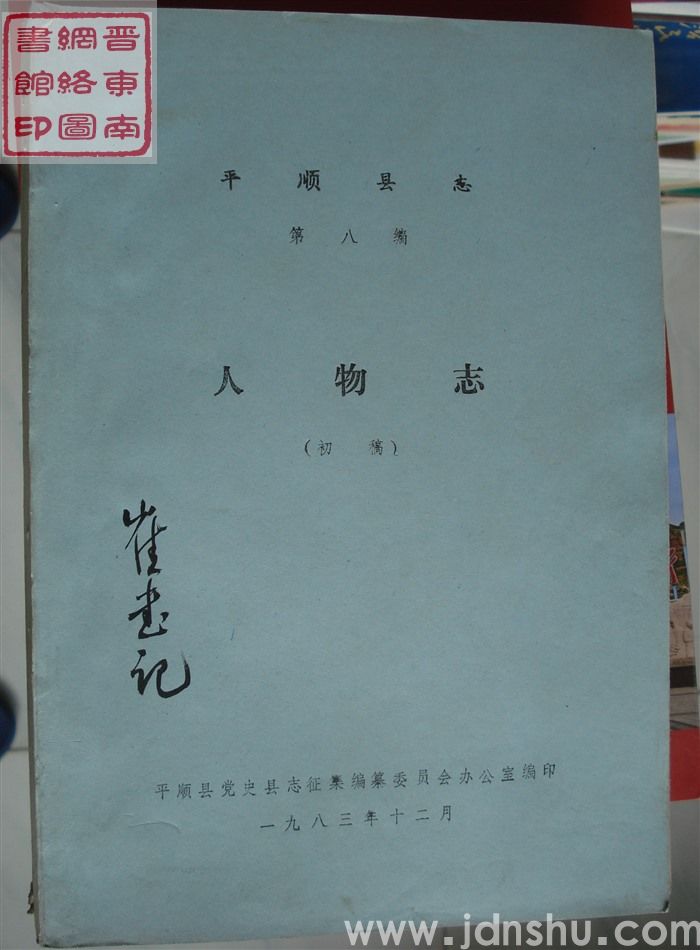 晋東南
網絡圖
書館印
平顺县志
第八编
人物志
(初稿)
崔书记
平顺县党史县志征集编纂委员会办公室编印
一九八三年十二月
www.jdnshu.com